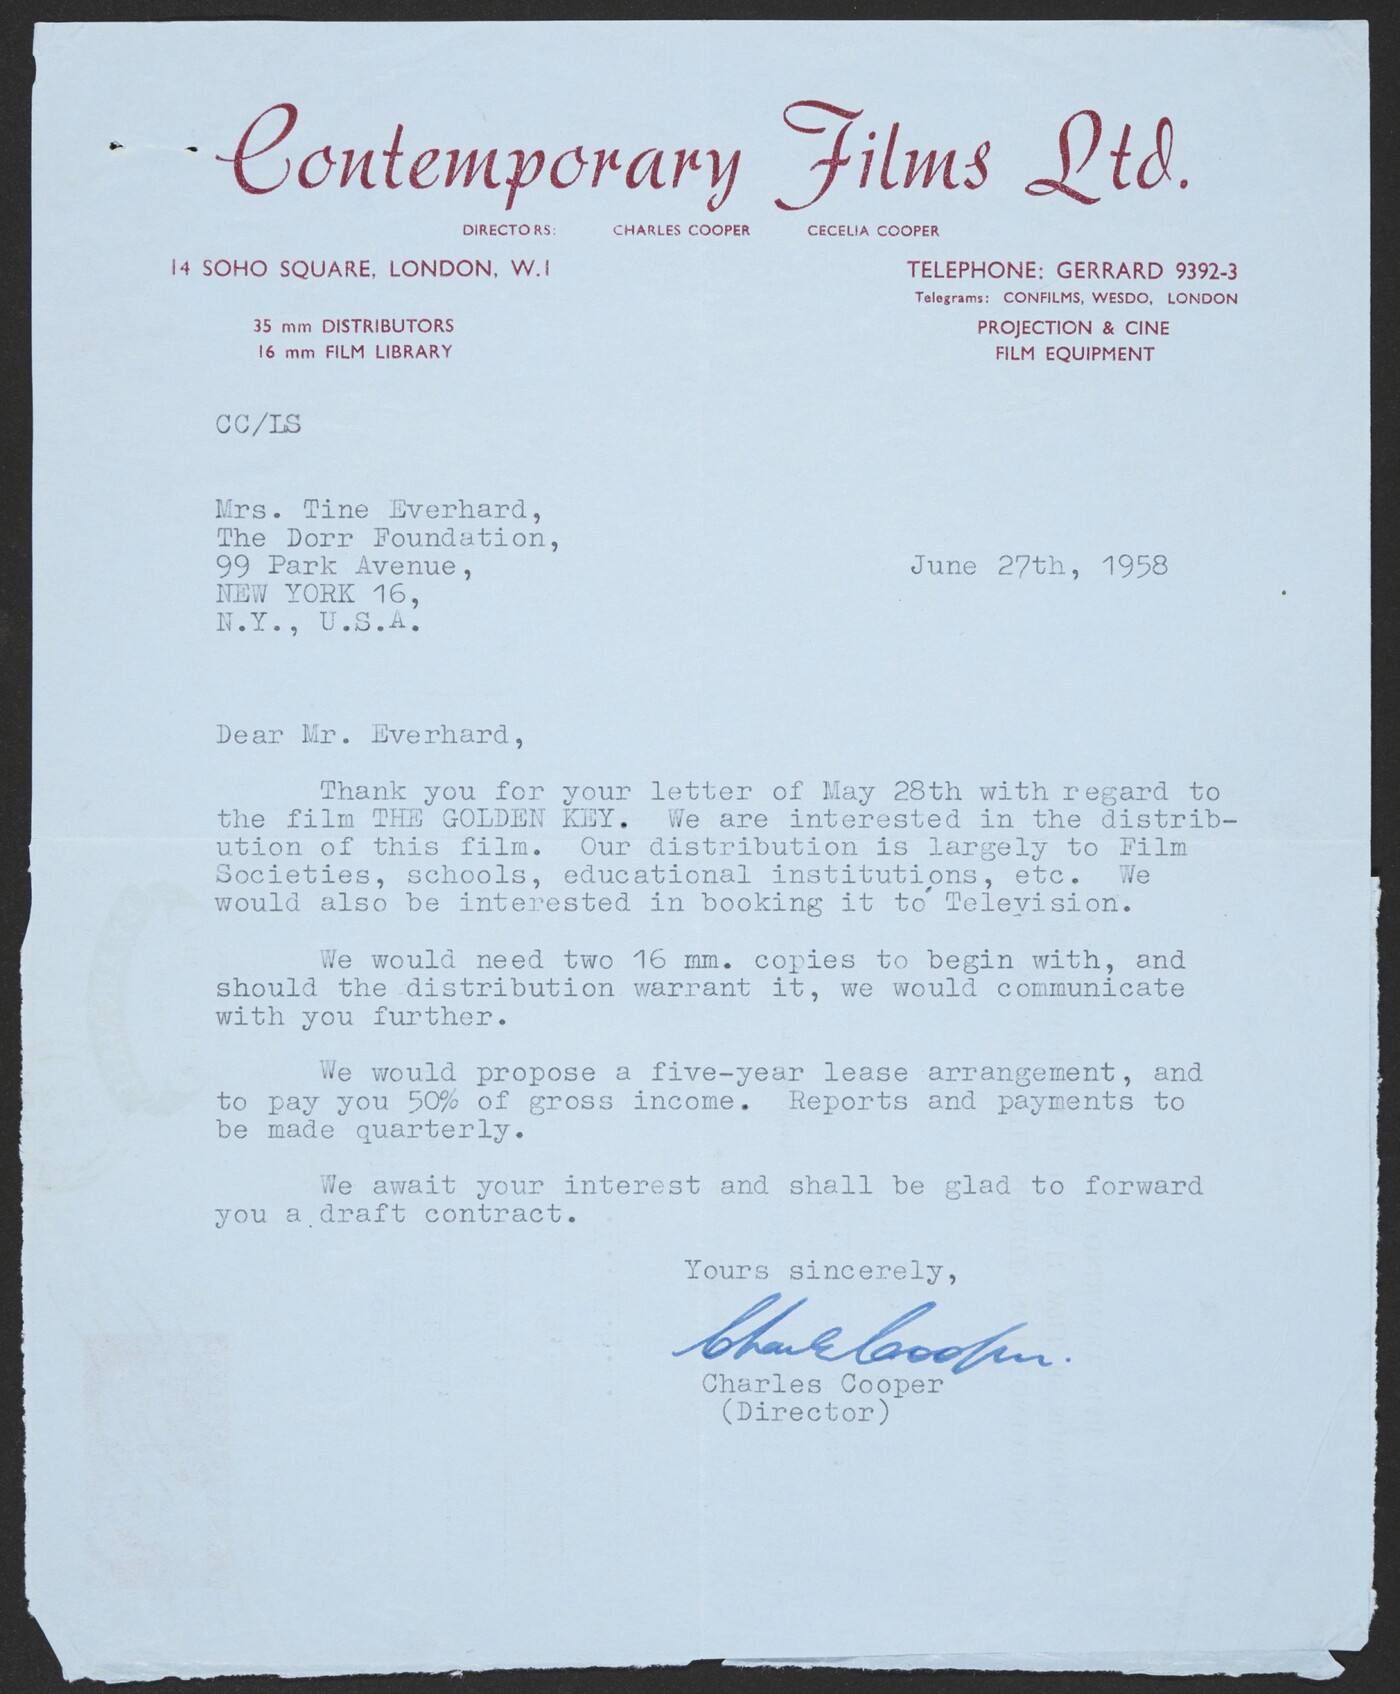 Contemporary Films Ltd.
DIRECTORS: CHARLES COOPER CECELIA COOPER
14 SOHO SQUARE, LONDON, W.1
TELEPHONE: GERRARD 9392-3
Telegrams: CONFILMS, WESDO, LONDON
35 mm DISTRIBUTORS
16 mm FILM LIBRARY
PROJECTION & CINE
FILM EQUIPMENT
CC/LS
Mrs. Tine Everhard,
The Dorr Foundation,
99 Park Avenue,
NEW YORK 16,
N.Y., U.S.A.
June 27th, 1958
Dear Mr. Everhard,
Thank you for your letter of May 28th with regard to
the film THE GOLDEN KEY. We are interested in the distrib-
ution of this film. Our distribution is largely to Film
Societies, schools, educational institutions, etc. We
would also be interested in booking it to Television.
We would need two 16 mm. copies to begin with, and
should the distribution warrant it, we would communicate
with you further.
We would propose a five-year lease arrangement, and
to pay you 50% of gross income. Reports and payments to
be made quarterly.
We await your interest and shall be glad to forward
you a draft contract.
Yours sincerely,
Charles Cooper.
Charles Cooper
(Director)